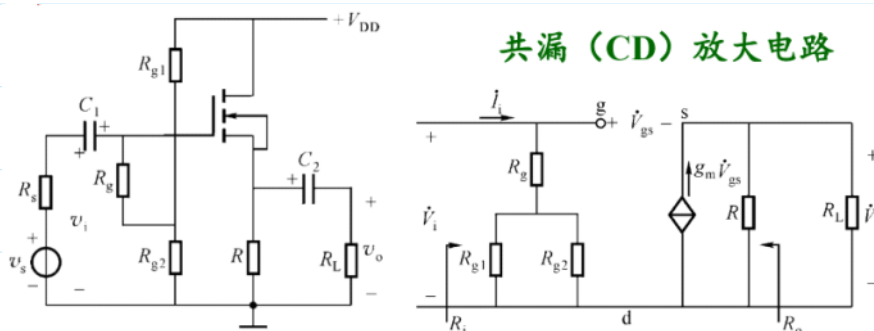 +V_DD
共漏（CD）放大电路
R_g1
C_1
+
+
R_g
R_s
v_i
+
v_s
−
−
R_g2
C_2
+
R
R_L
+
v_o
−
İ_i
g
+ V̇_gs −
s
+
R_g
g_m V̇_gs
V̇_i
R
R_L
+
V̇
R_g1
R_g2
−
−
R_i
d
R_o